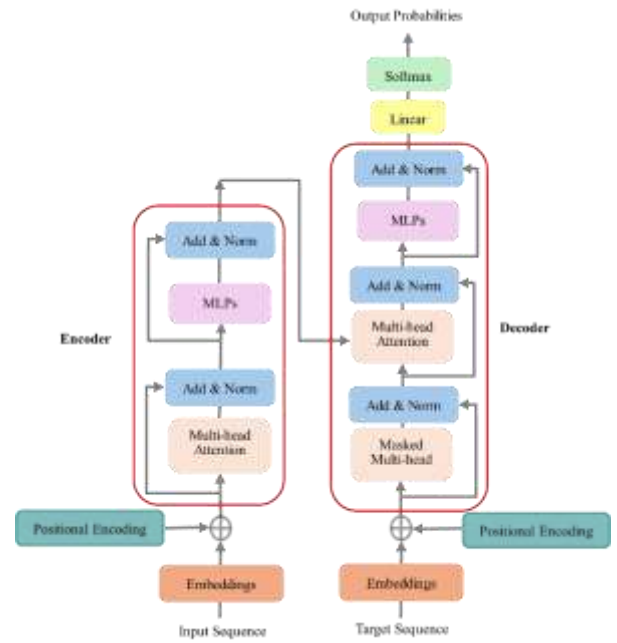 Output Probabilities
Softmax
Linear
Add & Norm
MLPs
Add & Norm
Multi-head
Attention
Add & Norm
Masked
Multi-head
Decoder
Positional Encoding
Embeddings
Target Sequence
Add & Norm
MLPs
Encoder
Add & Norm
Multi-head
Attention
Positional Encoding
Embeddings
Input Sequence